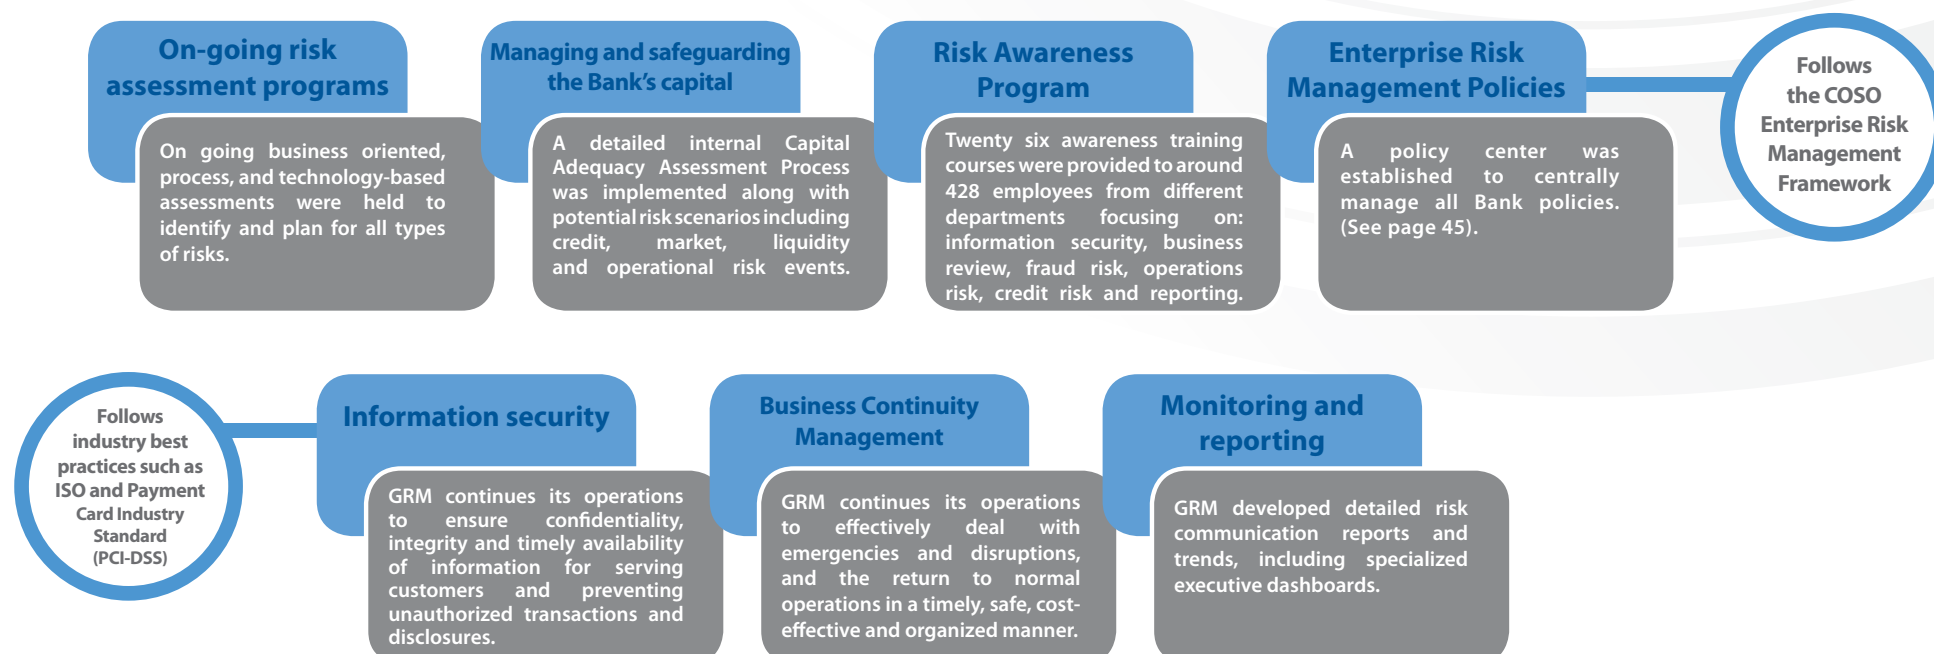 On-going risk
assessment programs
On going business oriented,
process, and technology-based
assessments were held to
identify and plan for all types
of risks.
Managing and safeguarding
the Bank's capital
A detailed internal Capital
Adequacy Assessment Process
was implemented along with
potential risk scenarios including
credit, market, liquidity
and operational risk events.
Risk Awareness
Program
Twenty six awareness training
courses were provided to around
428 employees from different
departments focusing on:
information security, business
review, fraud risk, operations
risk, credit risk and reporting.
Enterprise Risk
Management Policies
A policy center was
established to centrally
manage all Bank policies.
(See page 45).
Follows
the COSO
Enterprise Risk
Management
Framework
Follows
industry best
practices such as
ISO and Payment
Card Industry
Standard
(PCI-DSS)
Information security
GRM continues its operations
to ensure confidentiality,
integrity and timely availability
of information for serving
customers and preventing
unauthorized transactions and
disclosures.
Business Continuity
Management
GRM continues its operations
to effectively deal with
emergencies and disruptions,
and the return to normal
operations in a timely, safe, cost-
effective and organized manner.
Monitoring and
reporting
GRM developed detailed risk
communication reports and
trends, including specialized
executive dashboards.